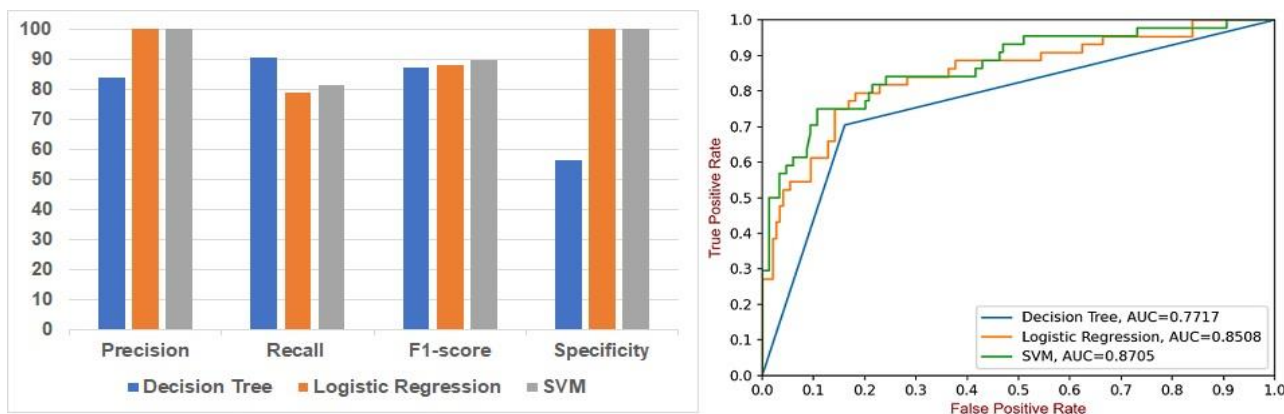 100
90
80
70
60
50
40
30
20
10
0
Precision Recall F1-score Specificity
Decision Tree Logistic Regression SVM
True Positive Rate
1.0
0.9
0.8
0.7
0.6
0.5
0.4
0.3
0.2
0.1
0.0
Decision Tree, AUC=0.7717
Logistic Regression, AUC=0.8508
SVM, AUC=0.8705
0.0 0.1 0.2 0.3 0.4 0.5 0.6 0.7 0.8 0.9 1.0
False Positive Rate